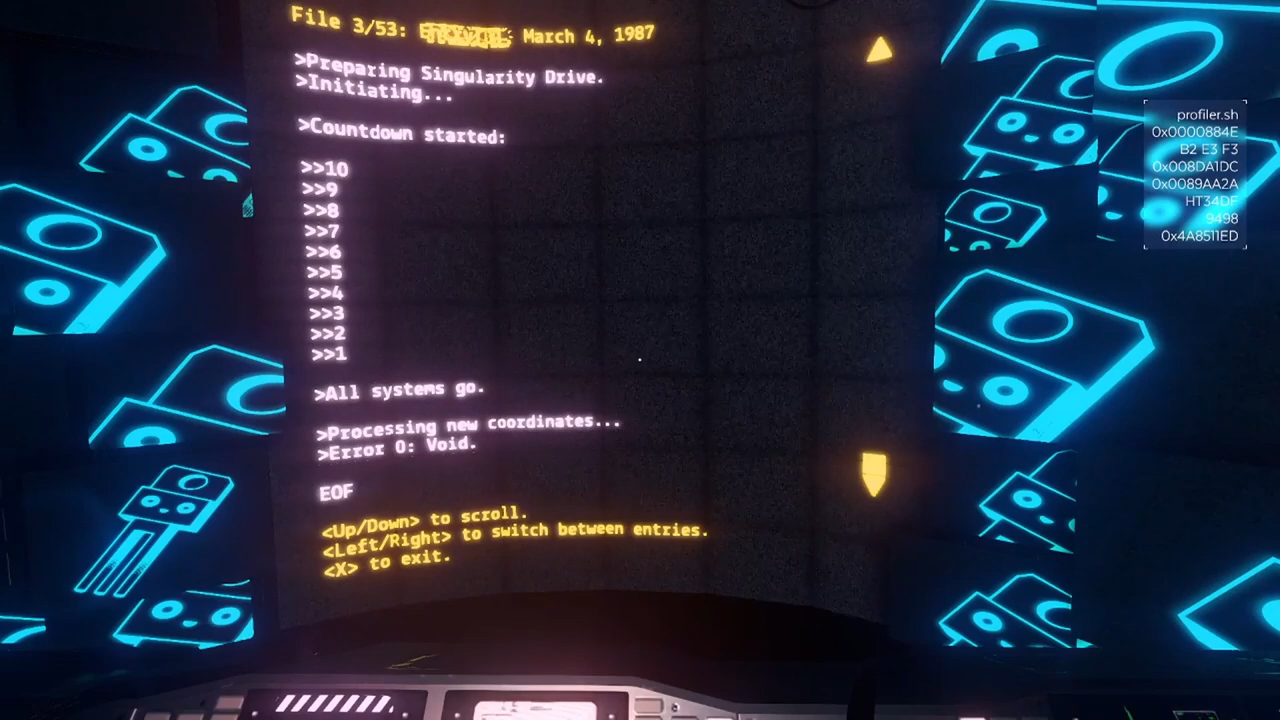 File 3/53: March 4, 1987
>Preparing Singularity Drive.
>Initiating...
>Countdown started:
>>10
>>9
>>8
>>7
>>6
>>5
>>4
>>3
>>2
>>1
>All systems go.
>Processing new coordinates...
>Error 0: Void.
EOF
<Up/Down> to scroll.
<Left/Right> to switch between entries.
<X> to exit.
profiler.sh
0x0000884E
B2 E3 F3
0x008DA1DC
0x0089AA2A
HT34DF
9498
0x4A8511ED